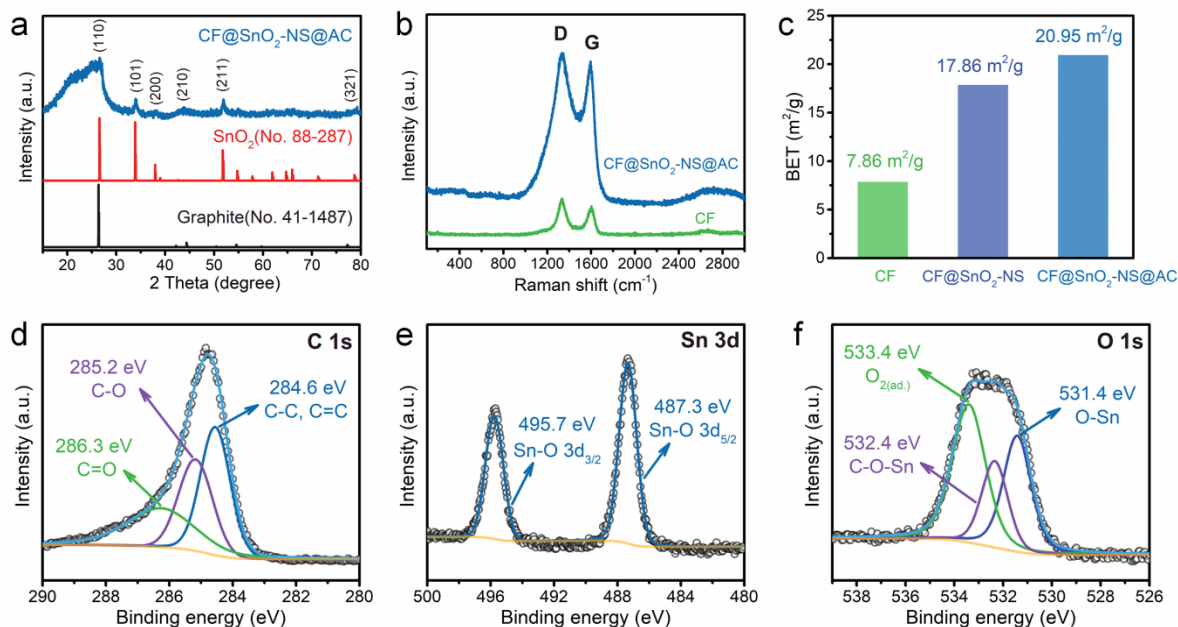 a
CF@SnO₂-NS@AC
(110)
(101)
(200)
(210)
(211)
(321)
SnO₂(No. 88-287)
Graphite(No. 41-1487)
Intensity (a.u.)
20 30 40 50 60 70 80
2 Theta (degree)
b
D G
CF@SnO₂-NS@AC
CF
Intensity (a.u.)
600 1200 1800 2400 3000
Raman shift (cm⁻¹)
c
BET (m²/g)
25
20
15
10
5
0
7.86 m²/g
17.86 m²/g
20.95 m²/g
CF CF@SnO₂-NS CF@SnO₂-NS@AC
d
C 1s
285.2 eV
C-O
284.6 eV
C-C, C=C
286.3 eV
C=O
Intensity (a.u.)
290 288 286 284 282 280
Binding energy (eV)
e
Sn 3d
495.7 eV
Sn-O 3d₃/₂
487.3 eV
Sn-O 3d₅/₂
Intensity (a.u.)
500 496 492 488 484 480
Binding energy (eV)
f
O 1s
533.4 eV
O₂(ad.)
531.4 eV
O-Sn
532.4 eV
C-O-Sn
Intensity (a.u.)
538 536 534 532 530 528 526
Binding energy (eV)